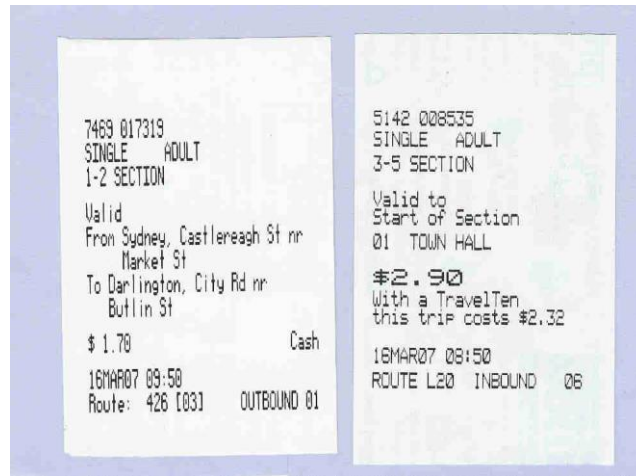 7469 017319
SINGLE ADULT
1-2 SECTION
Valid
From Sydney, Castlereagh St nr
Market St
To Darlington, City Rd nr
Butlin St
$ 1.70 Cash
16MAR07 09:50
Route: 426 [03] OUTBOUND 01
5142 008535
SINGLE ADULT
3-5 SECTION
Valid to
Start of Section
01 TOWN HALL
$2.90
With a TravelTen
this trip costs $2.32
16MAR07 08:50
ROUTE L20 INBOUND 06